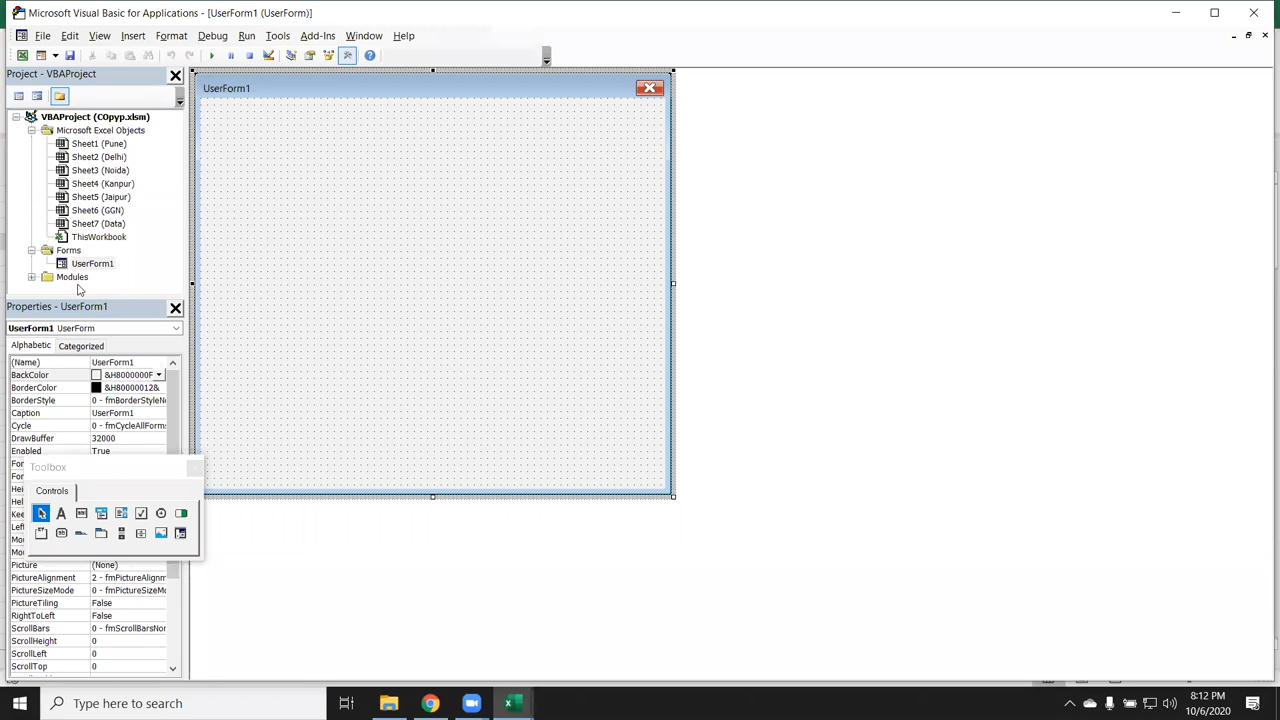 Microsoft Visual Basic for Applications - [UserForm1 (UserForm)]
File Edit View Insert Format Debug Run Tools Add-Ins Window Help
Project - VBAProject
VBAProject (COpyp.xlsm)
Microsoft Excel Objects
Sheet1 (Pune)
Sheet2 (Delhi)
Sheet3 (Noida)
Sheet4 (Kanpur)
Sheet5 (Jaipur)
Sheet6 (GGN)
Sheet7 (Data)
ThisWorkbook
Forms
UserForm1
Modules
UserForm1
Properties - UserForm1
UserForm1 UserForm
Alphabetic Categorized
(Name) UserForm1
BackColor &H8000000F
BorderColor &H80000012&
BorderStyle 0 - fmBorderStyleN
Caption UserForm1
Cycle 0 - fmCycleAllForm
DrawBuffer 32000
Enabled True
Toolbox
Controls
Picture (None)
PictureAlignment 2 - fmPictureAlignm
PictureSizeMode 0 - fmPictureSizeM
PictureTiling False
RightToLeft False
ScrollBars 0 - fmScrollBarsNo
ScrollHeight 0
ScrollLeft 0
ScrollTop 0
Type here to search
8:12 PM
10/6/2020